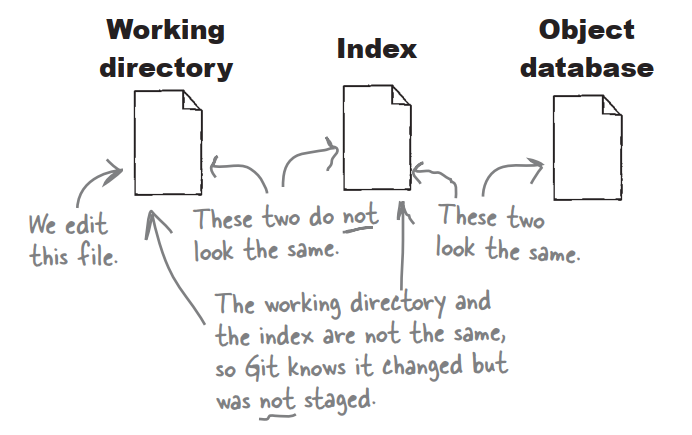 Working
directory
Index
Object
database
We edit
this file.
These two do not
look the same.
These two
look the same.
The working directory and
the index are not the same,
so Git knows it changed but
was not staged.